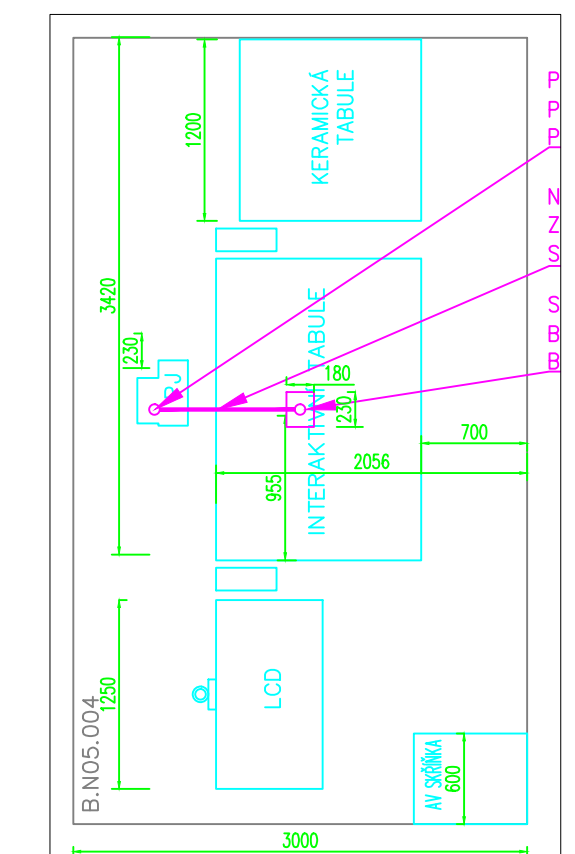 KERAMICKÁ
TABULE
1200
P
P
P
N
Z
S
S
B
B
3420
230
PJ
INTERAKTIVNÍ TABULE
180
230
700
2056
955
LCD
1250
B.N05.004
AV SKŘÍŇKA
600
3000